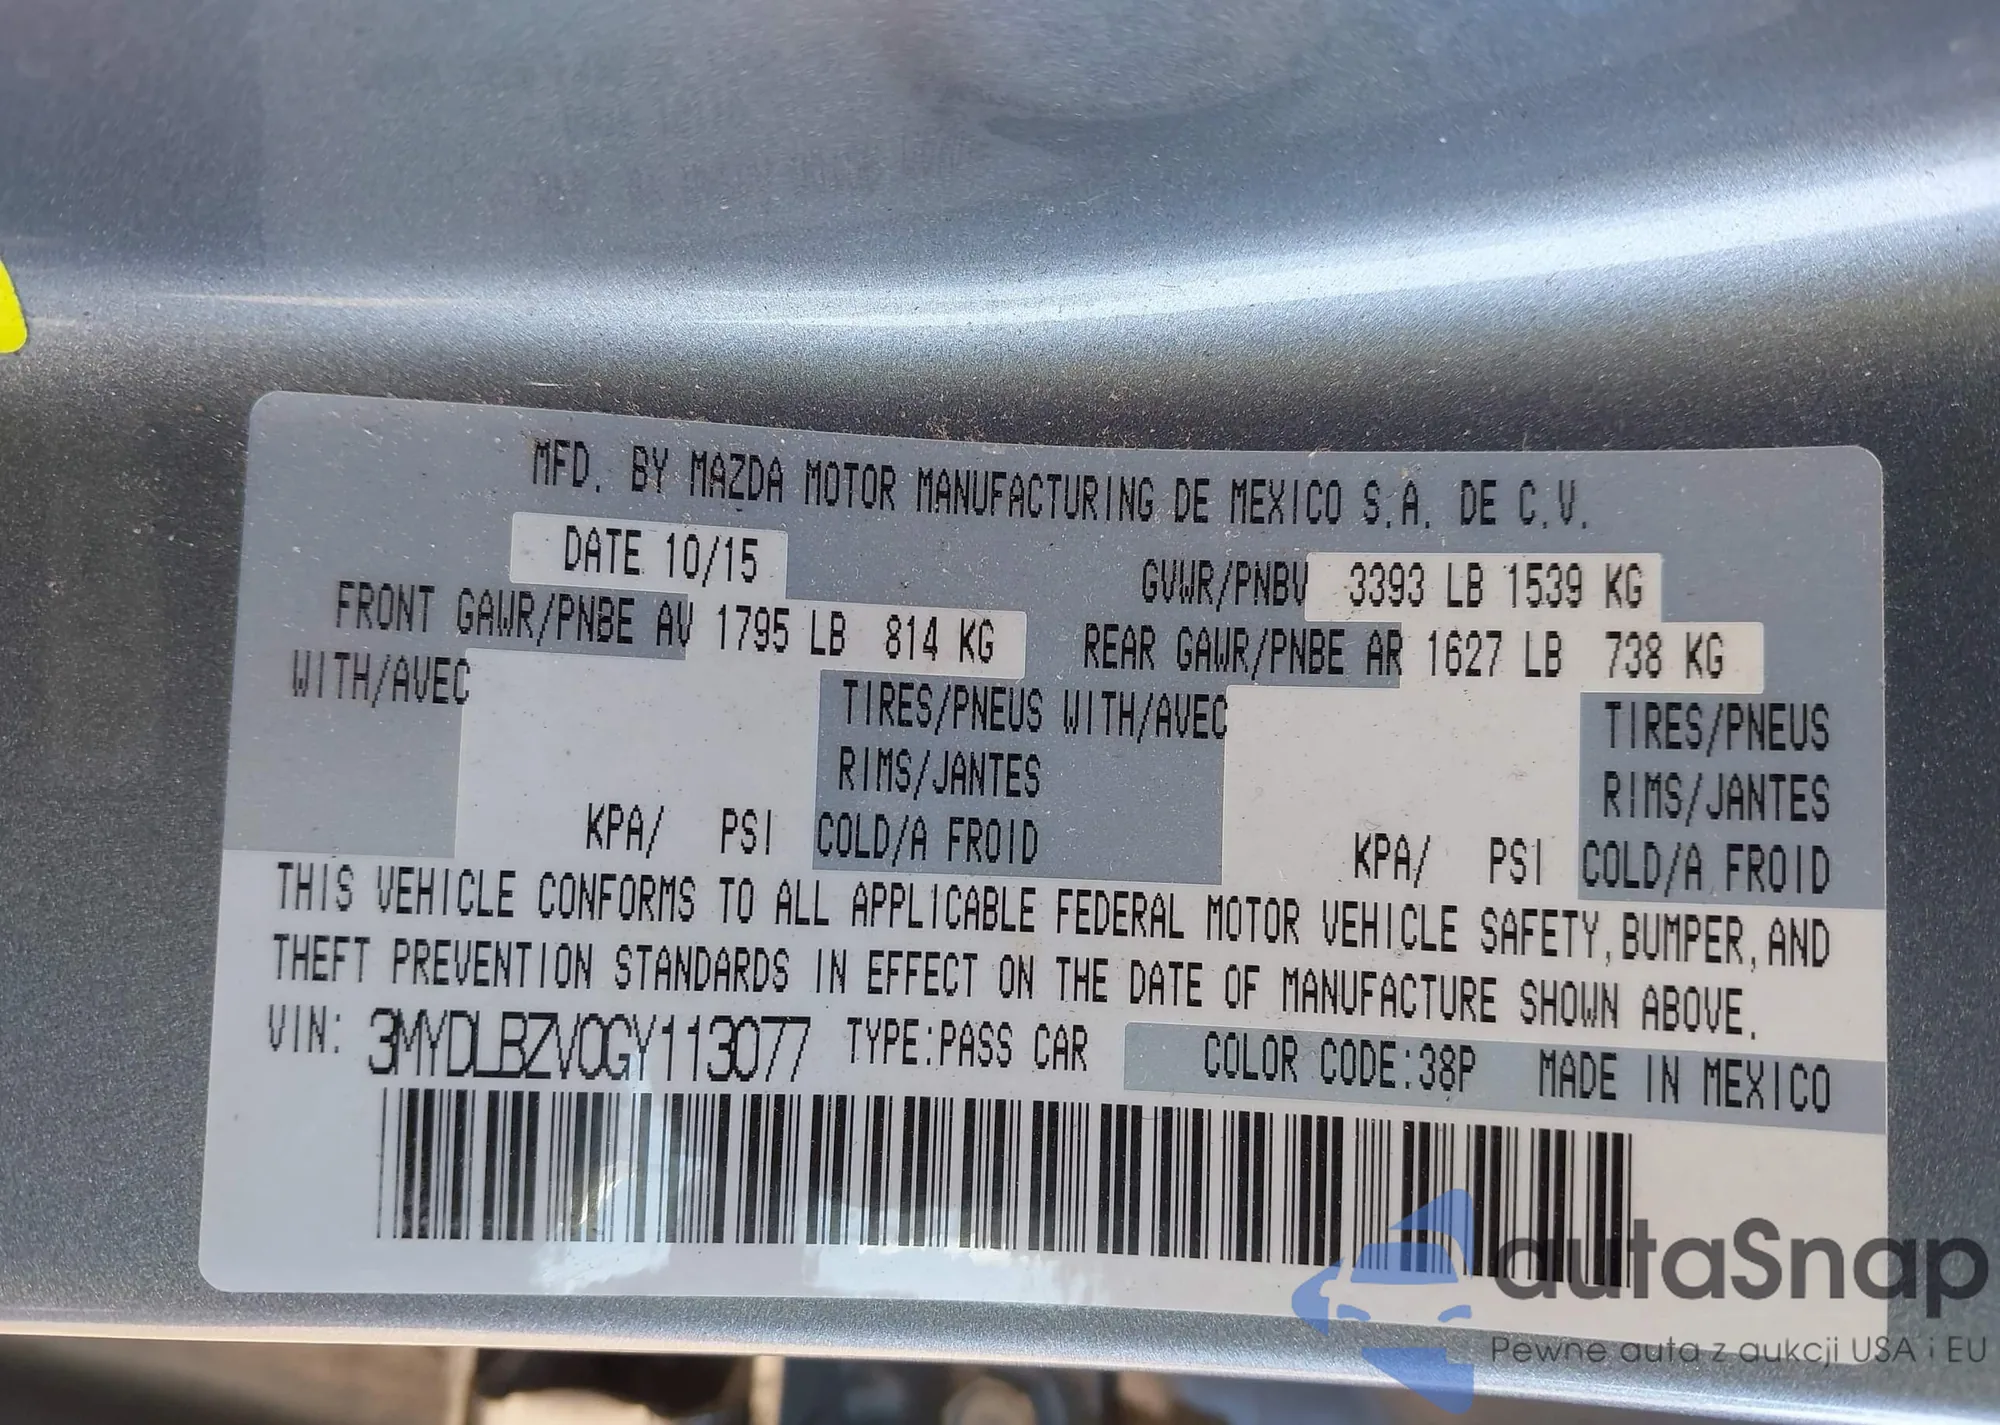 MFD. BY MAZDA MOTOR MANUFACTURING DE MEXICO S.A. DE C.V.
DATE 10/15 GVWR/PNBV 3393 LB 1539 KG
FRONT GAWR/PNBE AV 1795 LB 814 KG REAR GAWR/PNBE AR 1627 LB 738 KG
WITH/AVEC TIRES/PNEUS WITH/AVEC TIRES/PNEUS
RIMS/JANTES RIMS/JANTES
KPA/ PSI COLD/A FROID KPA/ PSI COLD/A FROID
THIS VEHICLE CONFORMS TO ALL APPLICABLE FEDERAL MOTOR VEHICLE SAFETY, BUMPER, AND
THEFT PREVENTION STANDARDS IN EFFECT ON THE DATE OF MANUFACTURE SHOWN ABOVE.
VIN: 3MYDLBZV0GY113077 TYPE:PASS CAR COLOR CODE:38P MADE IN MEXICO
autaSnap
Pewne auta z aukcji USA i EU